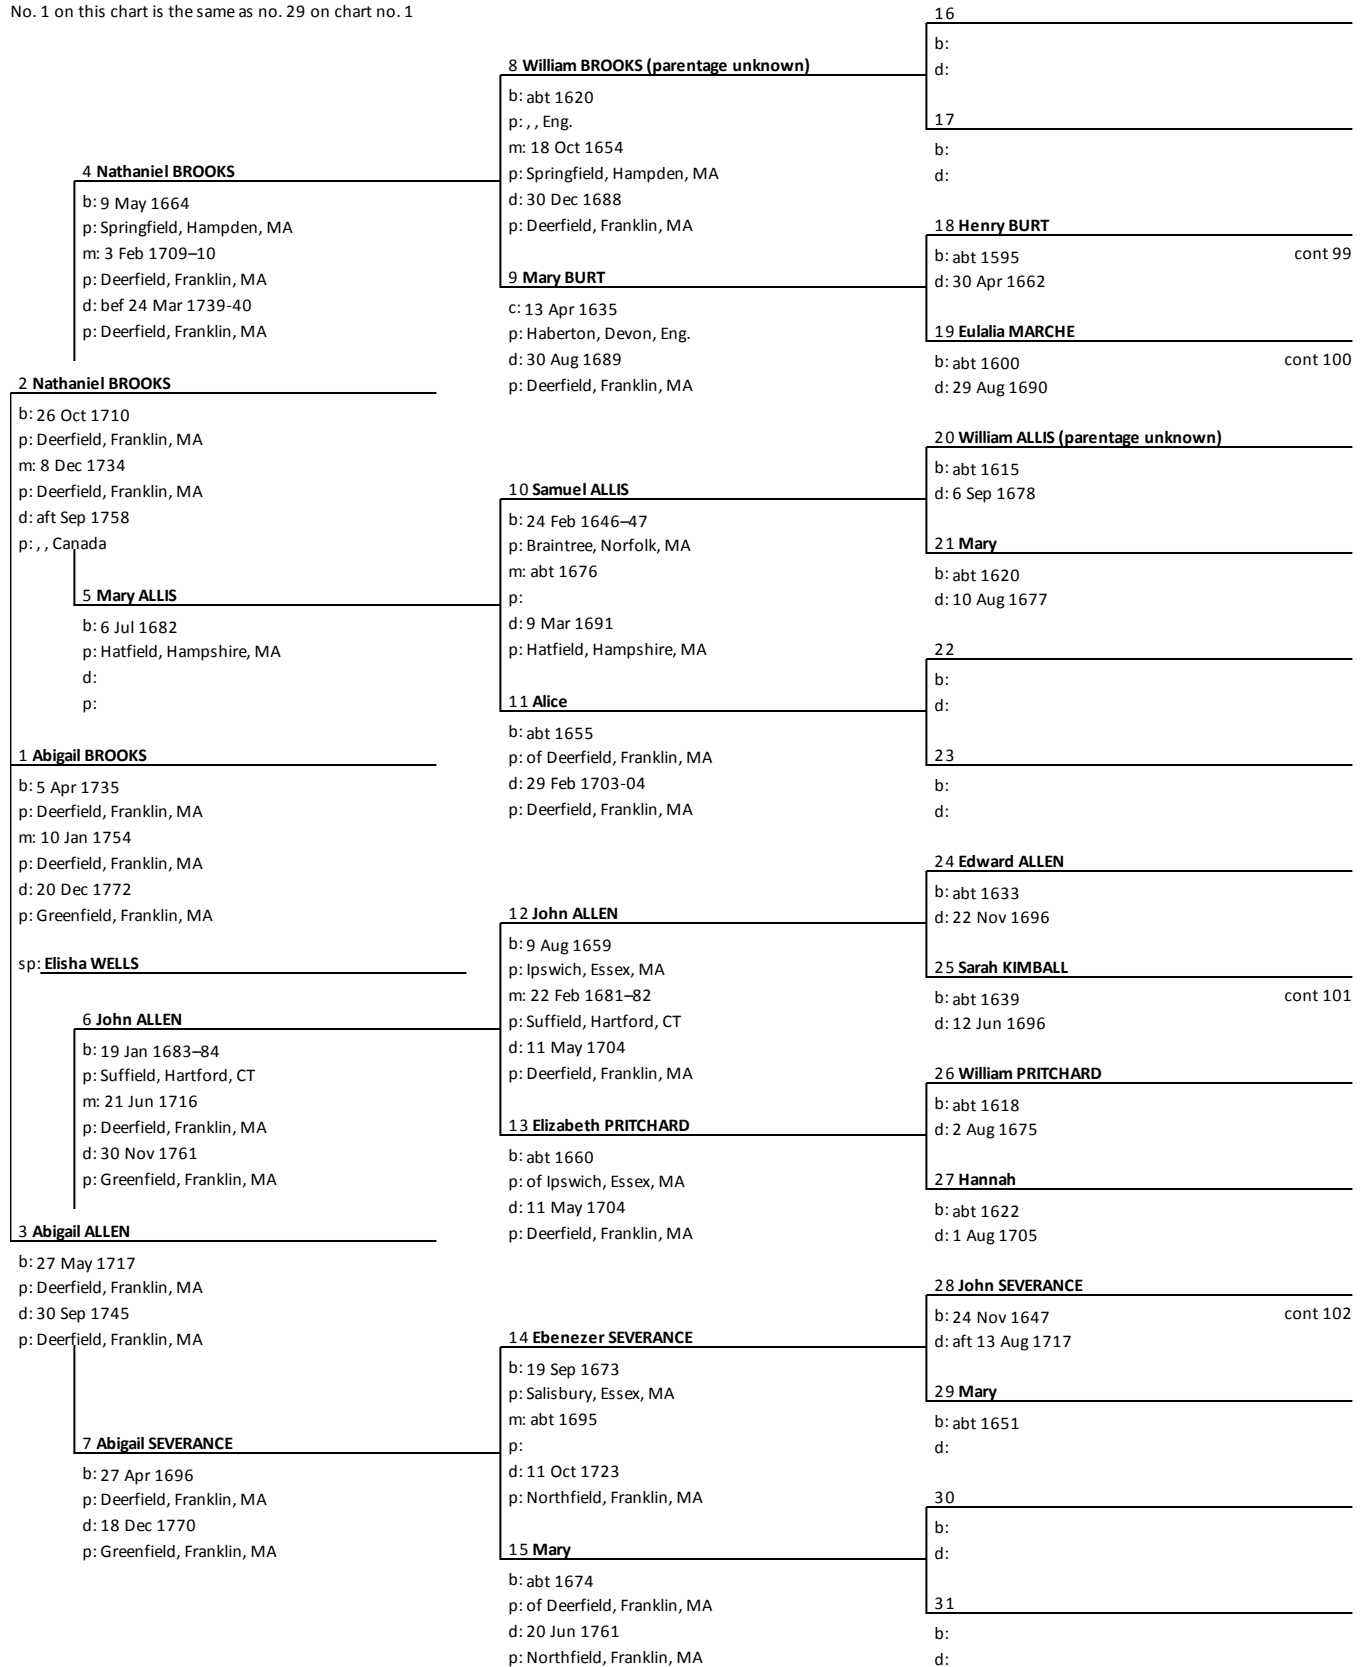 No. 1 on this chart is the same as no. 29 on chart no. 1
16
b:
d:
8 William BROOKS (parentage unknown)
b: abt 1620
p: , , Eng.
m: 18 Oct 1654
p: Springfield, Hampden, MA
d: 30 Dec 1688
p: Deerfield, Franklin, MA
17
b:
d:
4 Nathaniel BROOKS
b: 9 May 1664
p: Springfield, Hampden, MA
m: 3 Feb 1709–10
p: Deerfield, Franklin, MA
d: bef 24 Mar 1739-40
p: Deerfield, Franklin, MA
18 Henry BURT
b: abt 1595 cont 99
d: 30 Apr 1662
9 Mary BURT
c: 13 Apr 1635
p: Haberton, Devon, Eng.
d: 30 Aug 1689
p: Deerfield, Franklin, MA
19 Eulalia MARCHE
b: abt 1600 cont 100
d: 29 Aug 1690
2 Nathaniel BROOKS
b: 26 Oct 1710
p: Deerfield, Franklin, MA
m: 8 Dec 1734
p: Deerfield, Franklin, MA
d: aft Sep 1758
p: , , Canada
20 William ALLIS (parentage unknown)
b: abt 1615
d: 6 Sep 1678
10 Samuel ALLIS
b: 24 Feb 1646–47
p: Braintree, Norfolk, MA
m: abt 1676
p:
d: 9 Mar 1691
p: Hatfield, Hampshire, MA
21 Mary
b: abt 1620
d: 10 Aug 1677
5 Mary ALLIS
b: 6 Jul 1682
p: Hatfield, Hampshire, MA
d:
p:
22
b:
d:
11 Alice
b: abt 1655
p: of Deerfield, Franklin, MA
d: 29 Feb 1703-04
p: Deerfield, Franklin, MA
23
b:
d:
1 Abigail BROOKS
b: 5 Apr 1735
p: Deerfield, Franklin, MA
m: 10 Jan 1754
p: Deerfield, Franklin, MA
d: 20 Dec 1772
p: Greenfield, Franklin, MA
sp: Elisha WELLS
24 Edward ALLEN
b: abt 1633
d: 22 Nov 1696
12 John ALLEN
b: 9 Aug 1659
p: Ipswich, Essex, MA
m: 22 Feb 1681–82
p: Suffield, Hartford, CT
d: 11 May 1704
p: Deerfield, Franklin, MA
25 Sarah KIMBALL
b: abt 1639 cont 101
d: 12 Jun 1696
6 John ALLEN
b: 19 Jan 1683–84
p: Suffield, Hartford, CT
m: 21 Jun 1716
p: Deerfield, Franklin, MA
d: 30 Nov 1761
p: Greenfield, Franklin, MA
26 William PRITCHARD
b: abt 1618
d: 2 Aug 1675
13 Elizabeth PRITCHARD
b: abt 1660
p: of Ipswich, Essex, MA
d: 11 May 1704
p: Deerfield, Franklin, MA
27 Hannah
b: abt 1622
d: 1 Aug 1705
3 Abigail ALLEN
b: 27 May 1717
p: Deerfield, Franklin, MA
d: 30 Sep 1745
p: Deerfield, Franklin, MA
28 John SEVERANCE
b: 24 Nov 1647 cont 102
d: aft 13 Aug 1717
14 Ebenezer SEVERANCE
b: 19 Sep 1673
p: Salisbury, Essex, MA
m: abt 1695
p:
d: 11 Oct 1723
p: Northfield, Franklin, MA
29 Mary
b: abt 1651
d:
7 Abigail SEVERANCE
b: 27 Apr 1696
p: Deerfield, Franklin, MA
d: 18 Dec 1770
p: Greenfield, Franklin, MA
30
b:
d:
15 Mary
b: abt 1674
p: of Deerfield, Franklin, MA
d: 20 Jun 1761
p: Northfield, Franklin, MA
31
b:
d: